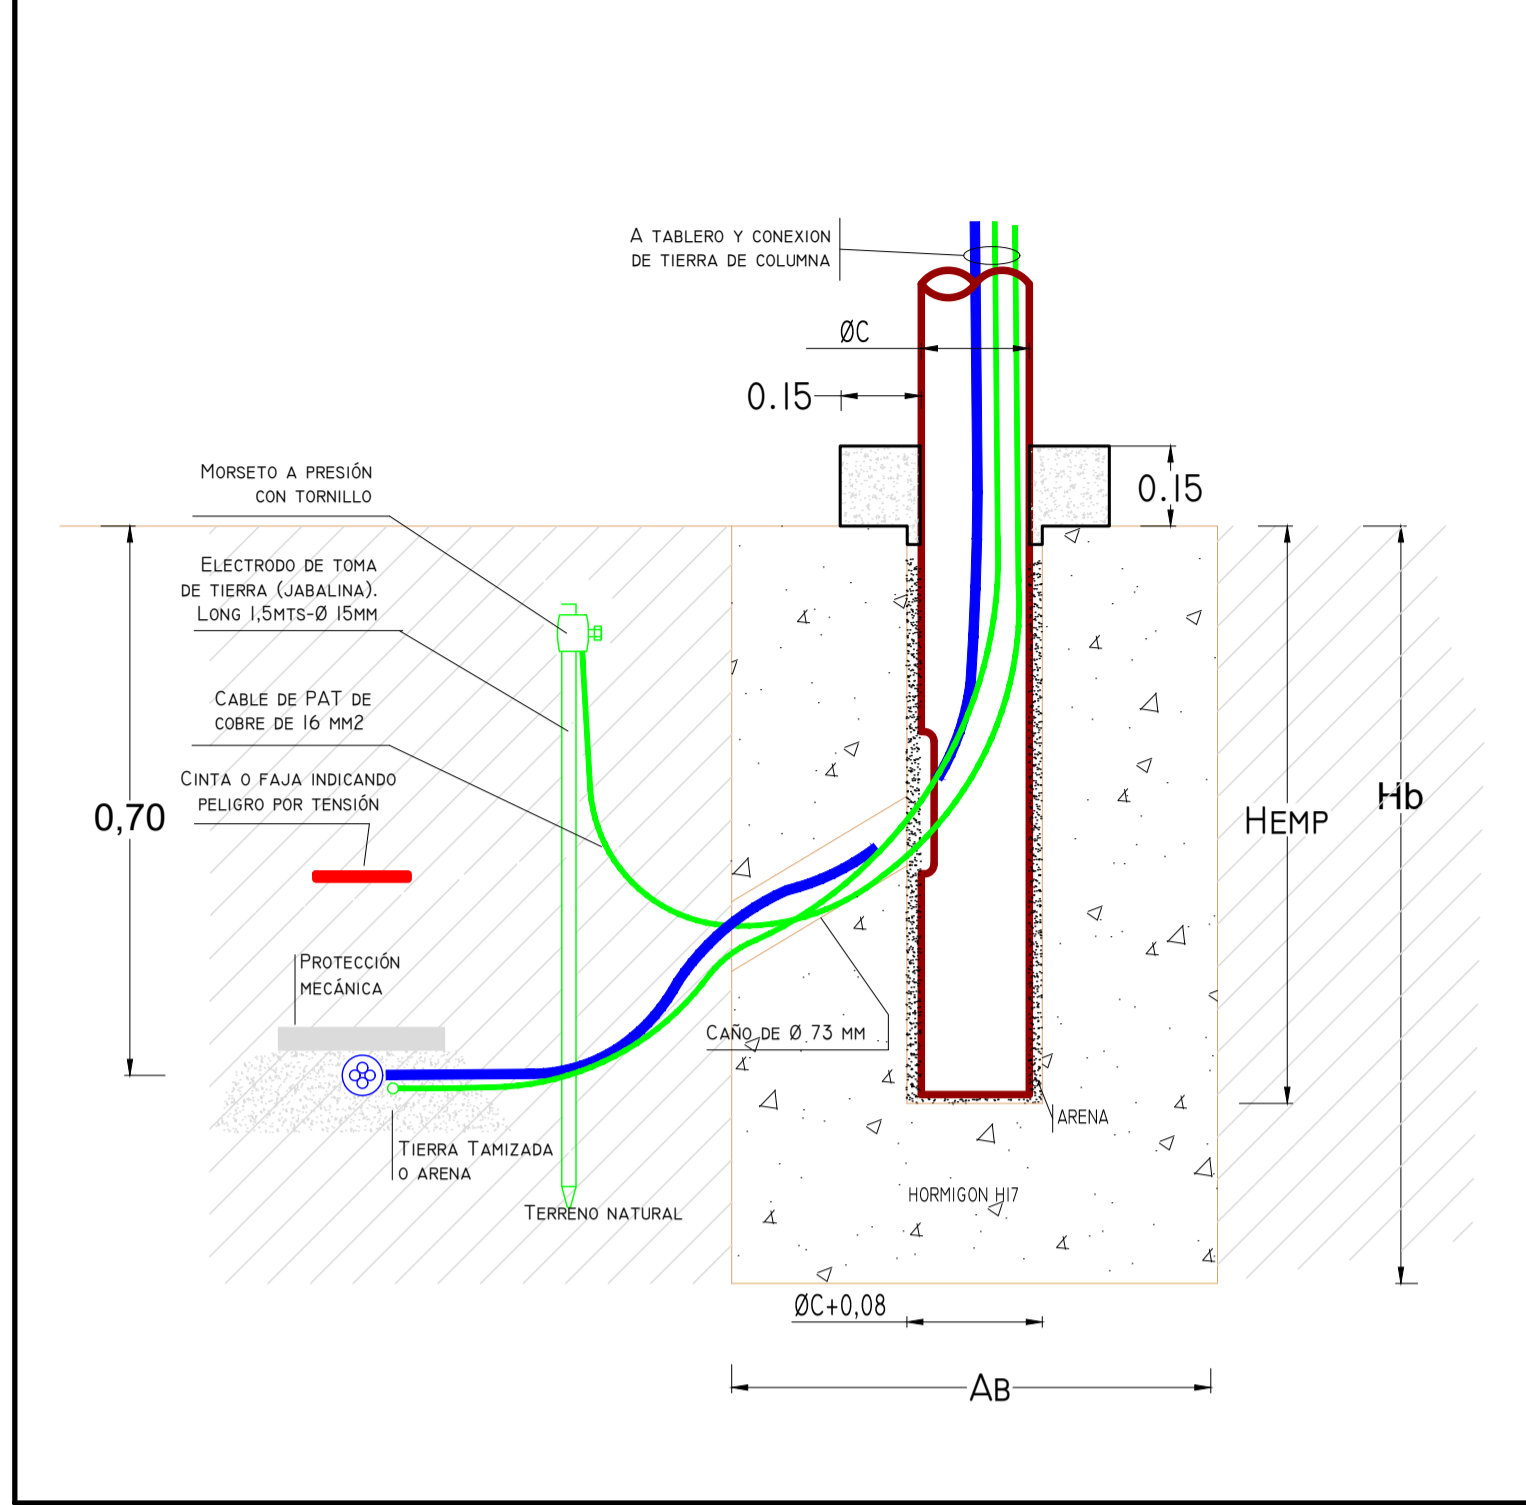 A TABLERO Y CONEXION
DE TIERRA DE COLUMNA
ØC
0.15
MORSETO A PRESIÓN
CON TORNILLO
0.15
ELECTRODO DE TOMA
DE TIERRA (JABALINA).
LONG 1,5MTS-Ø 15MM
CABLE DE PAT DE
COBRE DE 16 MM2
CINTA O FAJA INDICANDO
PELIGRO POR TENSIÓN
0,70
HEMP
Hb
PROTECCIÓN
MECÁNICA
CAÑO DE Ø 73 MM
ARENA
TIERRA TAMIZADA
O ARENA
HORMIGON H17
TERRENO NATURAL
ØC+0,08
AB